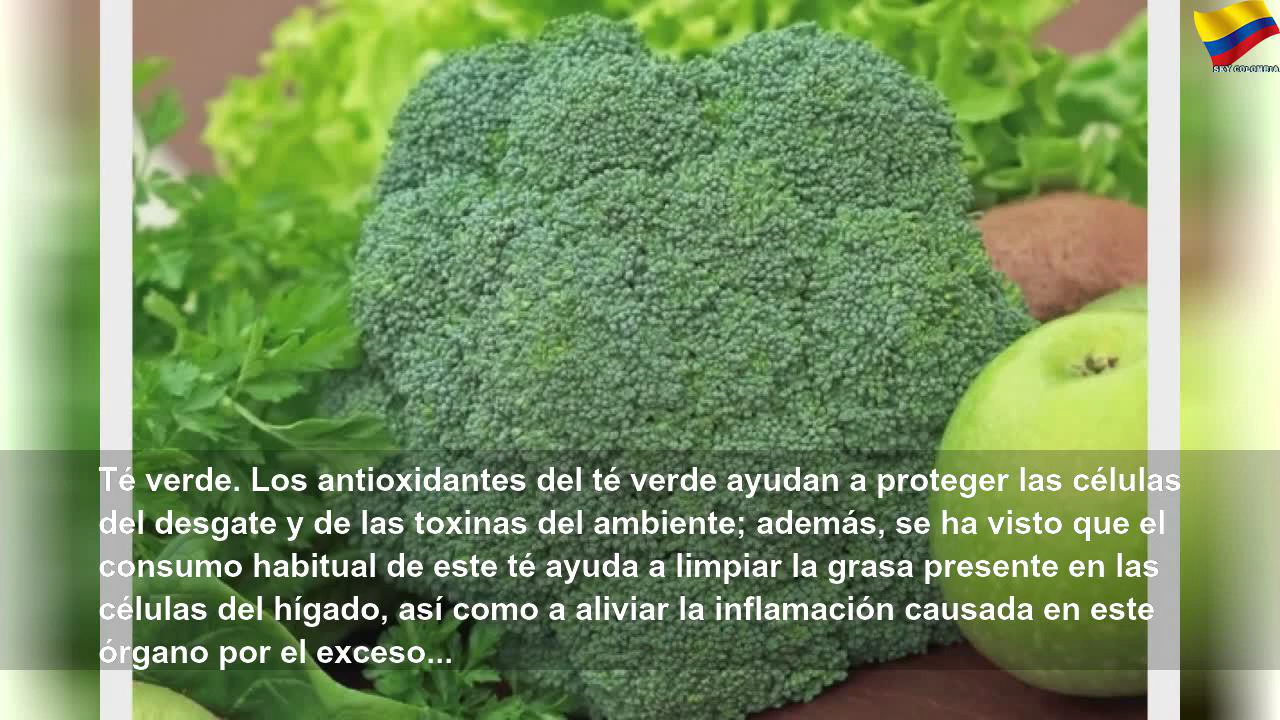 SKY COLOMBIA
Té verde. Los antioxidantes del té verde ayudan a proteger las células
del desgate y de las toxinas del ambiente; además, se ha visto que el
consumo habitual de este té ayuda a limpiar la grasa presente en las
células del hígado, así como a aliviar la inflamación causada en este
órgano por el exceso...